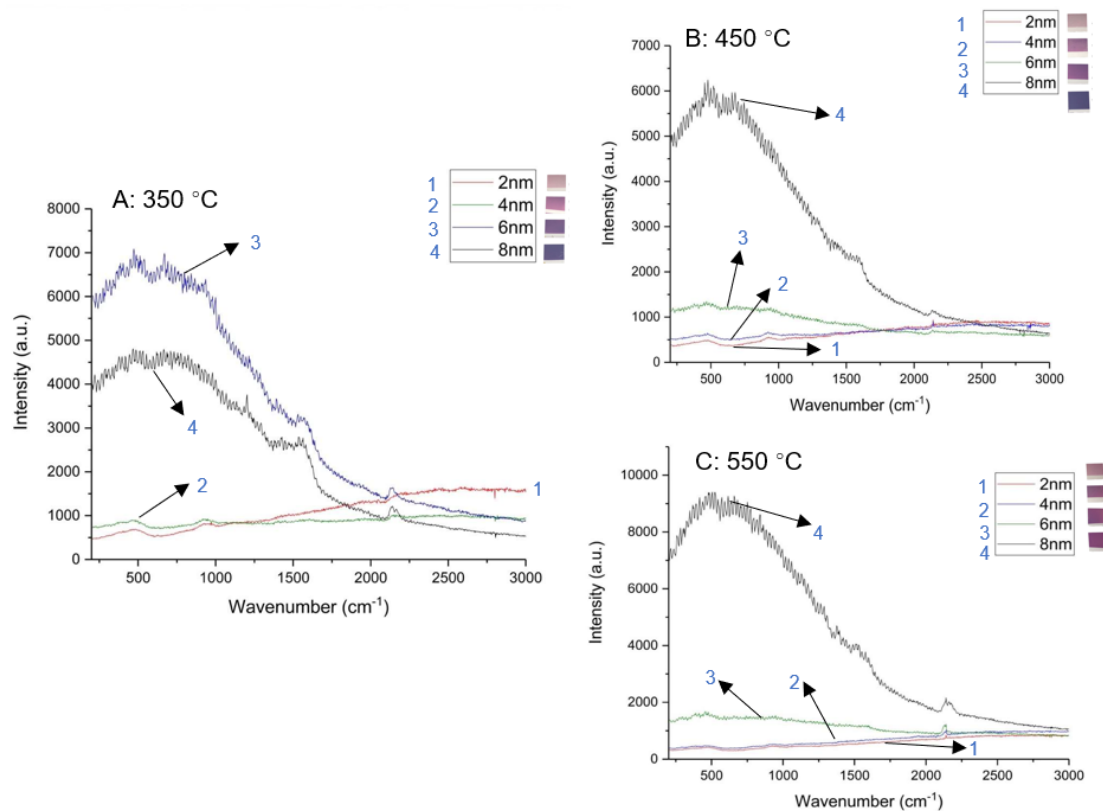 A: 350 °C
1 2nm
2 4nm
3 6nm
4 8nm
8000
7000
6000
5000
4000
3000
2000
1000
0
Intensity (a.u.)
3
4
2
1
500 1000 1500 2000 2500 3000
Wavenumber (cm-1)
B: 450 °C
1 2nm
2 4nm
3 6nm
4 8nm
7000
6000
5000
4000
3000
2000
1000
500
0
Intensity (a.u.)
4
3
2
1
500 1000 1500 2000 2500 3000
Wavenumber (cm-1)
C: 550 °C
1 2nm
2 4nm
3 6nm
4 8nm
10000
8000
6000
4000
2000
0
Intensity (a.u.)
4
3
2
1
500 1000 1500 2000 2500 3000
Wavenumber (cm-1)